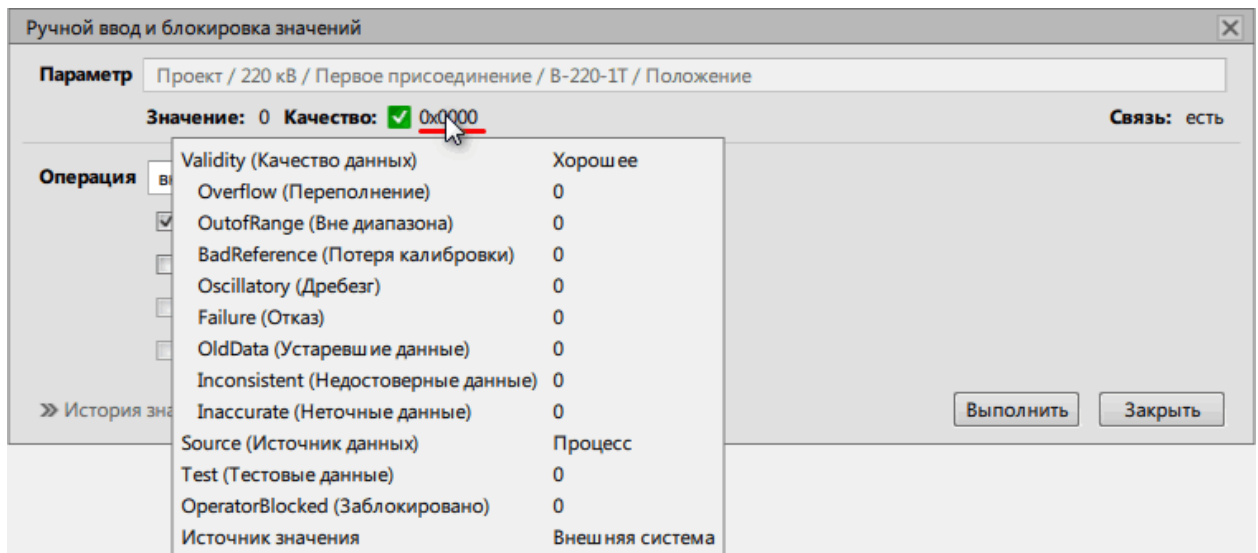 Ручной ввод и блокировка значений
Параметр Проект / 220 кВ / Первое присоединение / В-220-1Т / Положение
Значение: 0 Качество: 0x0000 Связь: есть
Validity (Качество данных) Хорошее
Операция
Overflow (Переполнение) 0
OutofRange (Вне диапазона) 0
BadReference (Потеря калибровки) 0
Oscillatory (Дребезг) 0
Failure (Отказ) 0
OldData (Устаревшие данные) 0
Inconsistent (Недостоверные данные) 0
Inaccurate (Неточные данные) 0
История Выполнить Закрыть
Source (Источник данных) Процесс
Test (Тестовые данные) 0
OperatorBlocked (Заблокировано) 0
Источник значения Внешняя система